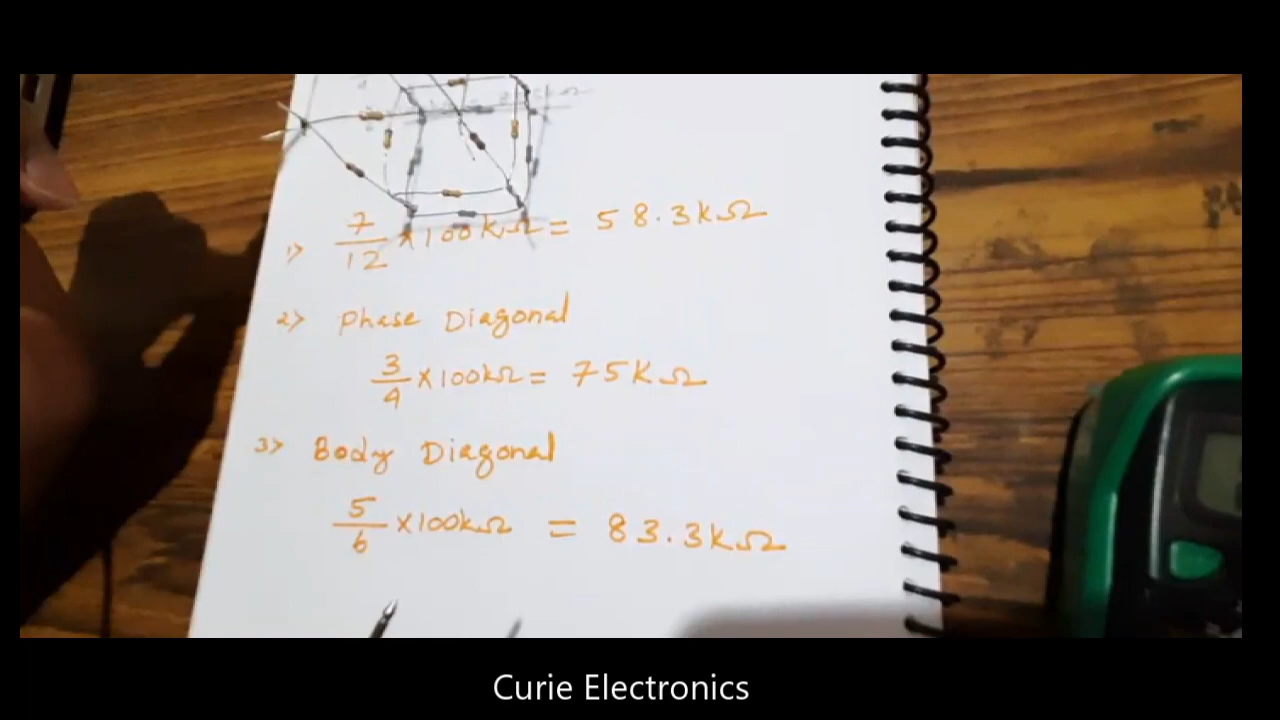 1> 7/12 × 100kΩ = 58.3kΩ
2> Phase Diagonal
3/4 × 100kΩ = 75KΩ
3> Body Diagonal
5/6 × 100kΩ = 83.3kΩ
Curie Electronics